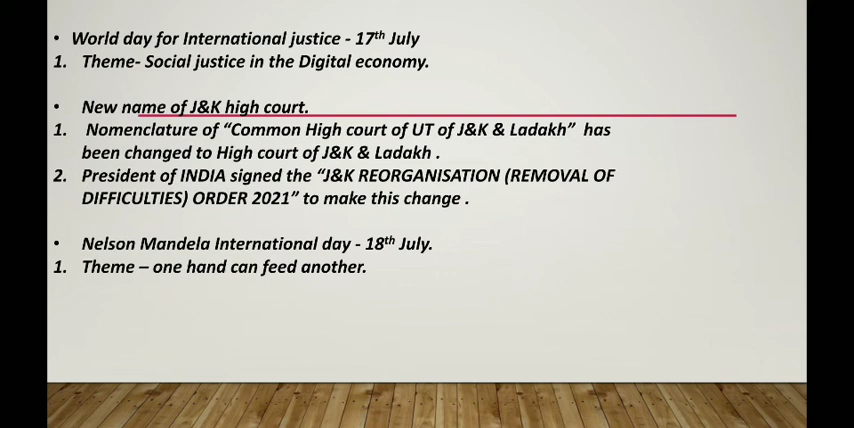 • World day for International justice - 17th July
1. Theme- Social justice in the Digital economy.
• New name of J&K high court.
1. Nomenclature of “Common High court of UT of J&K & Ladakh” has
been changed to High court of J&K & Ladakh .
2. President of INDIA signed the “J&K REORGANISATION (REMOVAL OF
DIFFICULTIES) ORDER 2021” to make this change .
• Nelson Mandela International day - 18th July.
1. Theme – one hand can feed another.